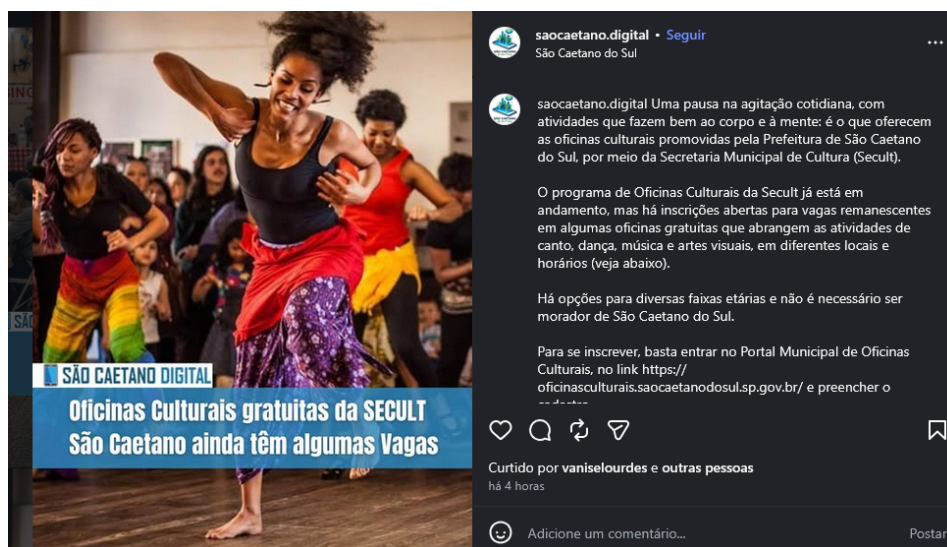 SÃO CAETANO DIGITAL
Oficinas Culturais gratuitas da SECULT
São Caetano ainda têm algumas Vagas
saocaetano.digital • Seguir
São Caetano do Sul
saocaetano.digital Uma pausa na agitação cotidiana, com
atividades que fazem bem ao corpo e à mente: é o que oferecem
as oficinas culturais promovidas pela Prefeitura de São Caetano
do Sul, por meio da Secretaria Municipal de Cultura (Secult).
O programa de Oficinas Culturais da Secult já está em
andamento, mas há inscrições abertas para vagas remanescentes
em algumas oficinas gratuitas que abrangem as atividades de
canto, dança, música e artes visuais, em diferentes locais e
horários (veja abaixo).
Há opções para diversas faixas etárias e não é necessário ser
morador de São Caetano do Sul.
Para se inscrever, basta entrar no Portal Municipal de Oficinas
Culturais, no link https://
oficinasculturais.saocaetanodosul.sp.gov.br/ e preencher o
Curtido por vaniselourdes e outras pessoas
há 4 horas
Adicione um comentário...
Postar